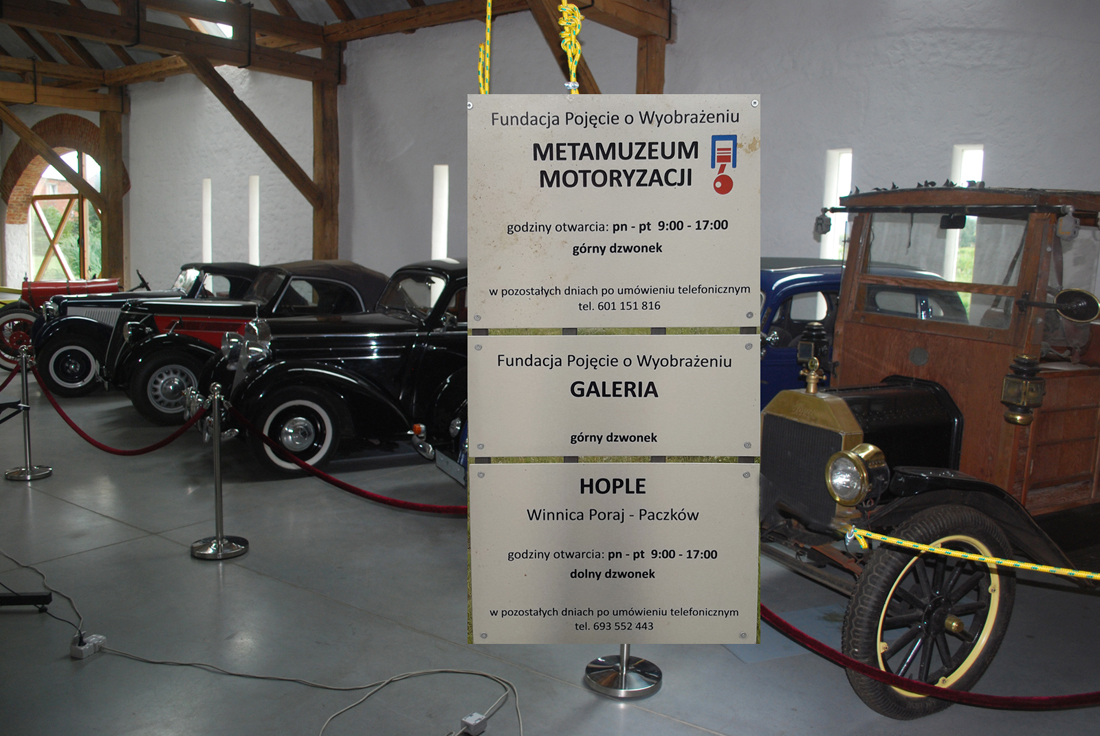 Fundacja Pojęcie o Wyobrażeniu
METAMUZEUM
MOTORYZACJI
godziny otwarcia: pn - pt 9:00 - 17:00
górny dzwonek
w pozostałych dniach po umówieniu telefonicznym
tel. 601 151 816
Fundacja Pojęcie o Wyobrażeniu
GALERIA
górny dzwonek
HOPLE
Winnica Poraj - Paczków
godziny otwarcia: pn - pt 9:00 - 17:00
dolny dzwonek
w pozostałych dniach po umówieniu telefonicznym
tel. 693 552 443